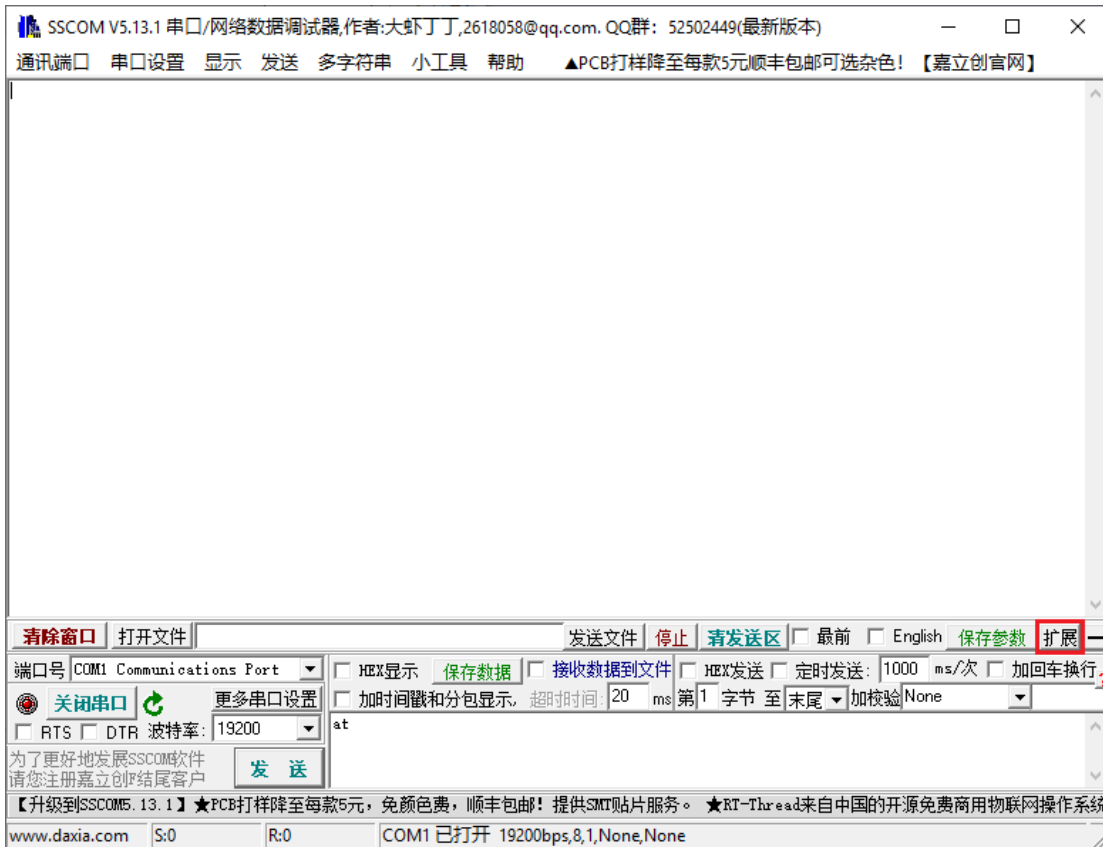 SSCOM V5.13.1 串口/网络数据调试器,作者:大虾丁丁,2618058@qq.com. QQ群： 52502449(最新版本)
通讯端口 串口设置 显示 发送 多字符串 小工具 帮助 ▲PCB打样降至每款5元顺丰包邮可选杂色！【嘉立创官网】
清除窗口 打开文件 发送文件 停止 清发送区 最前 English 保存参数 扩展
端口号 COM1 Communications Port HEX显示 保存数据 接收数据到文件 HEX发送 定时发送: 1000 ms/次 加回车换行
关闭串口 更多串口设置 加时间戳和分包显示, 超时时间: 20 ms 第1 字节 至 末尾 加校验 None
RTS DTR 波特率: 19200 at
为了更好地发展SSCOM软件
请您注册嘉立创F结尾客户
发 送
【升级到SSCOM5.13.1】★PCB打样降至每款5元，免颜色费，顺丰包邮！提供SMT贴片服务。 ★RT-Thread来自中国的开源免费商用物联网操作系统
www.daxia.com S:0 R:0 COM1 已打开 19200bps,8,1,None,None